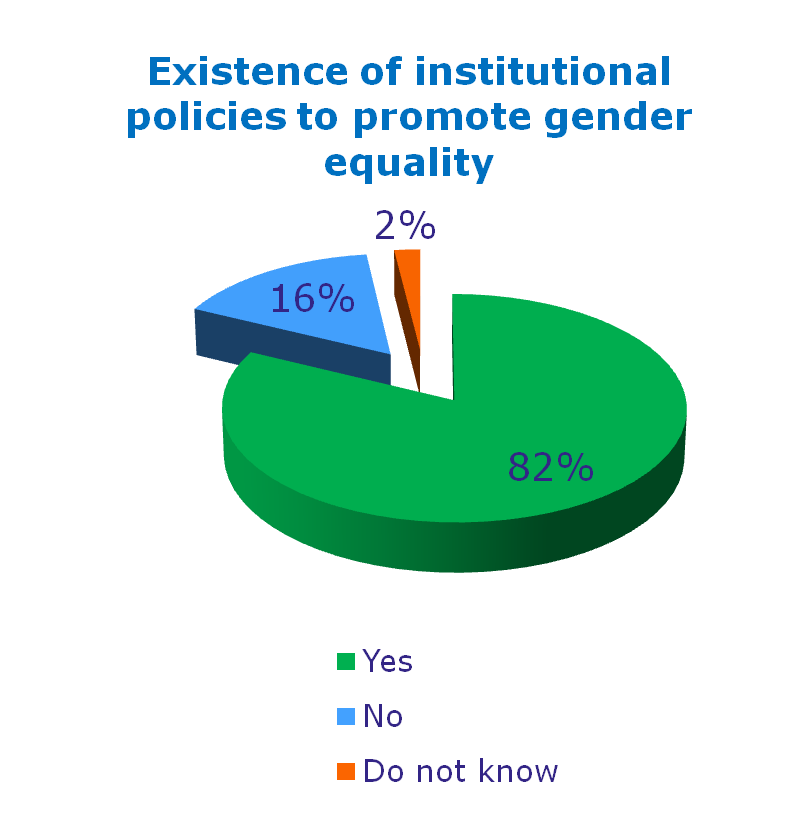 Existence of institutional
policies to promote gender
equality
2%
16%
82%
Yes
No
Do not know